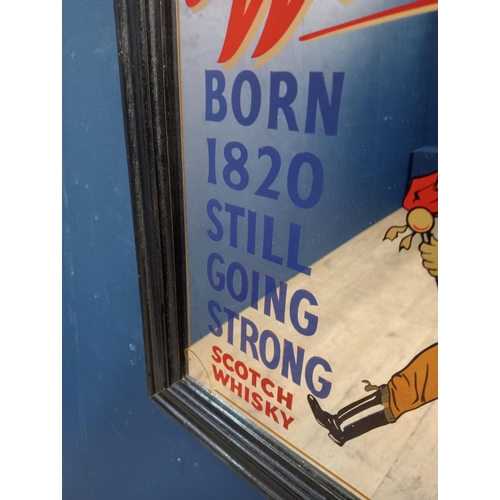 BORN
1820
STILL
GOING
STRONG
SCOTCH
WHISKY